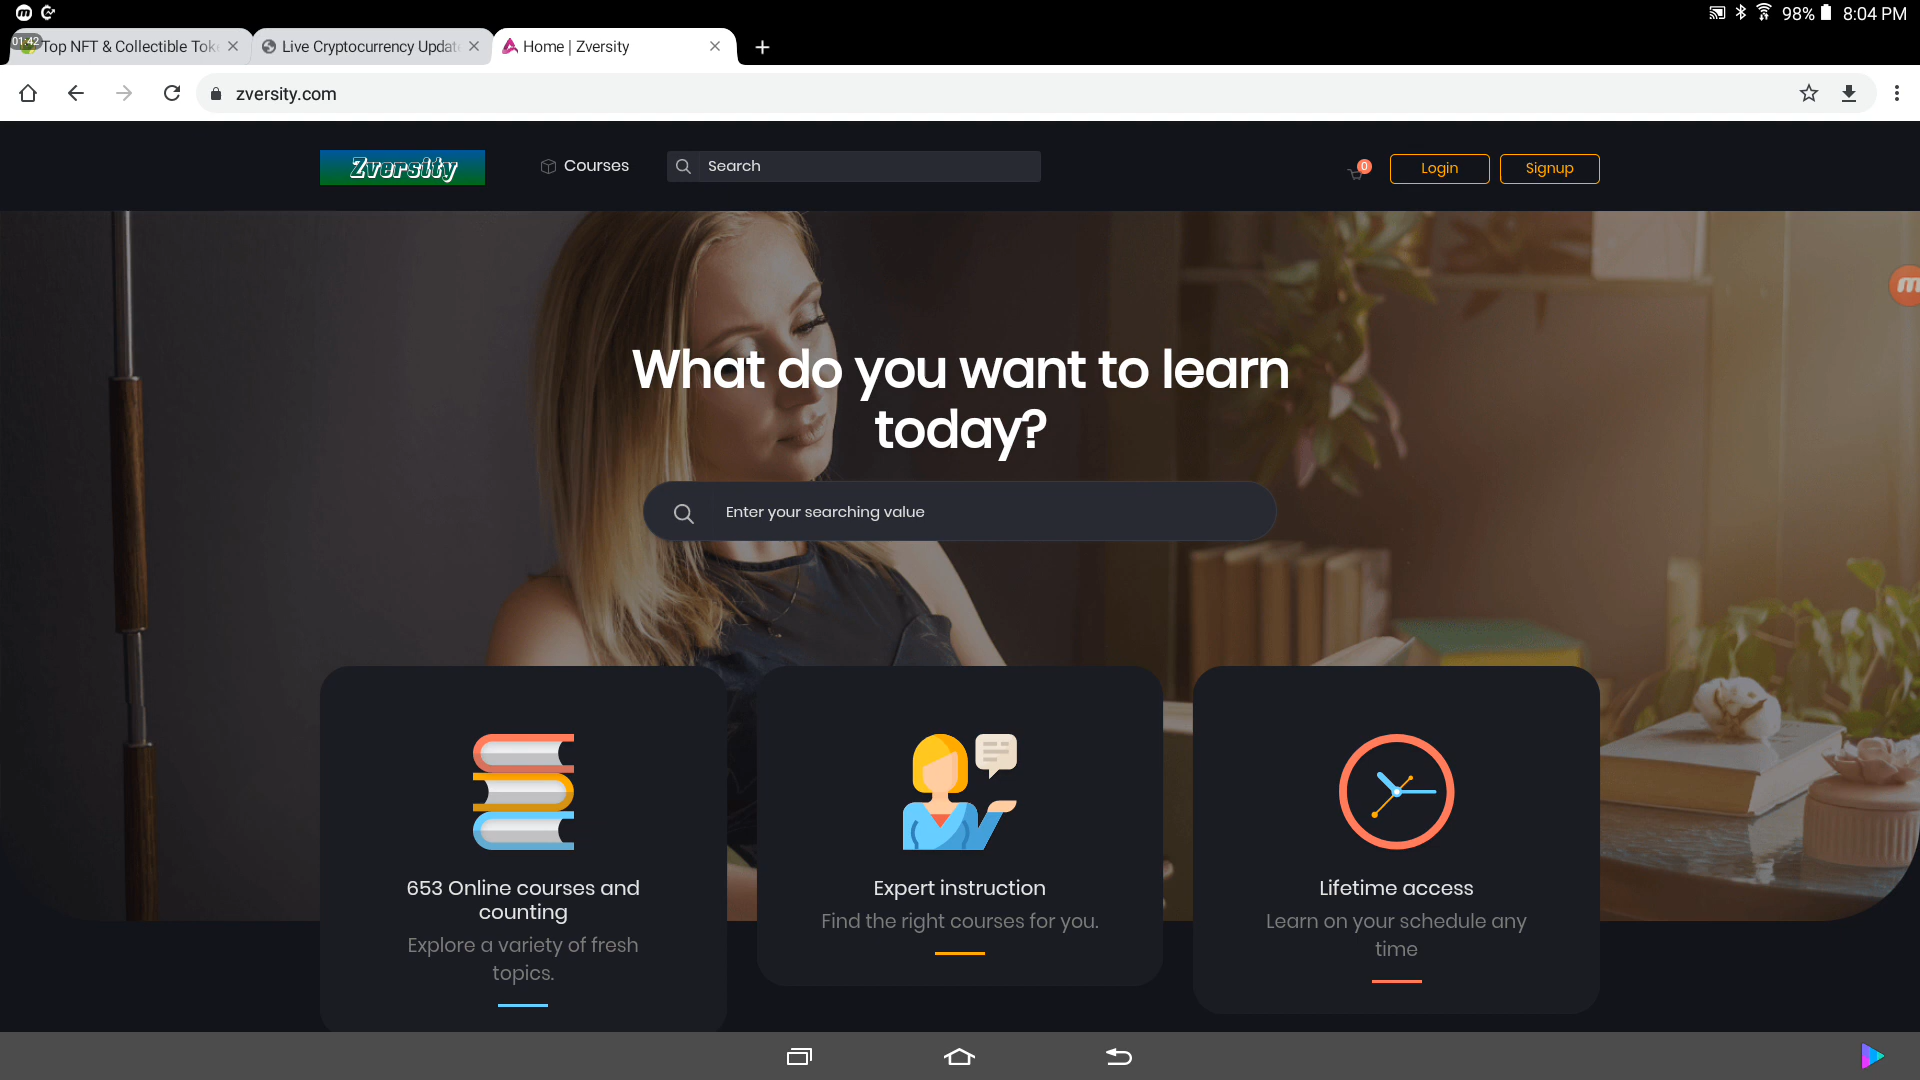 98% 8:04 PM
01:42 Top NFT & Collectible Tok
Live Cryptocurrency Updat
Home | Zversity
zversity.com
Zversity
Courses
Search
0
Login
Signup
What do you want to learn
today?
Enter your searching value
653 Online courses and
counting
Explore a variety of fresh
topics.
Expert instruction
Find the right courses for you.
Lifetime access
Learn on your schedule any
time